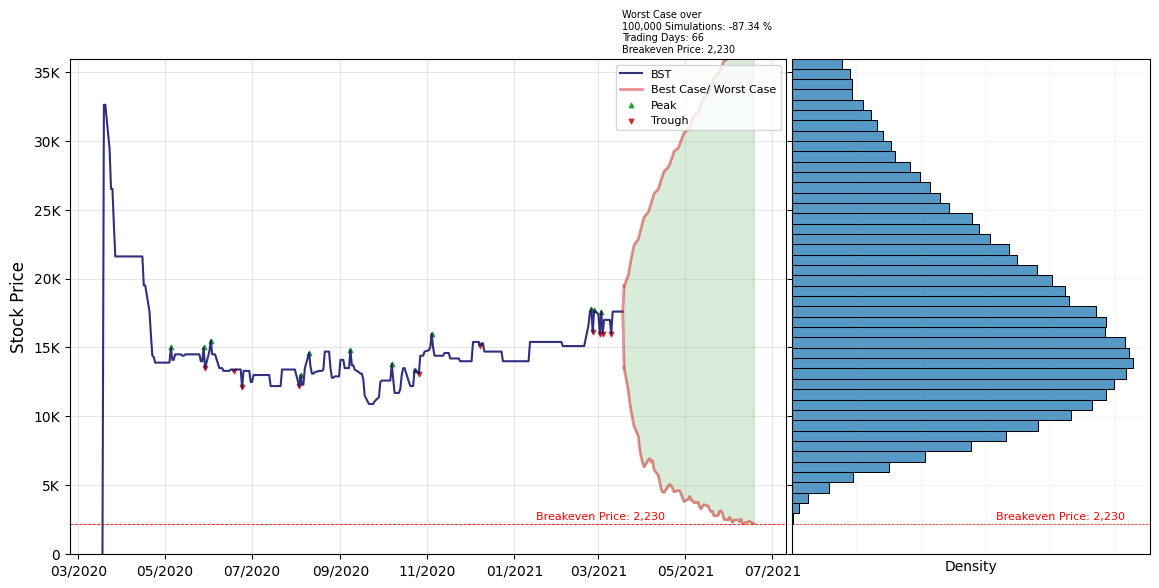 Worst Case over
100,000 Simulations: -87.34 %
Trading Days: 66
Breakeven Price: 2,230
35K
30K
25K
20K
15K
10K
5K
0
Stock Price
BST
Best Case/ Worst Case
Peak
Trough
Breakeven Price: 2,230
Breakeven Price: 2,230
03/2020
05/2020
07/2020
09/2020
11/2020
01/2021
03/2021
05/2021
07/2021
Density